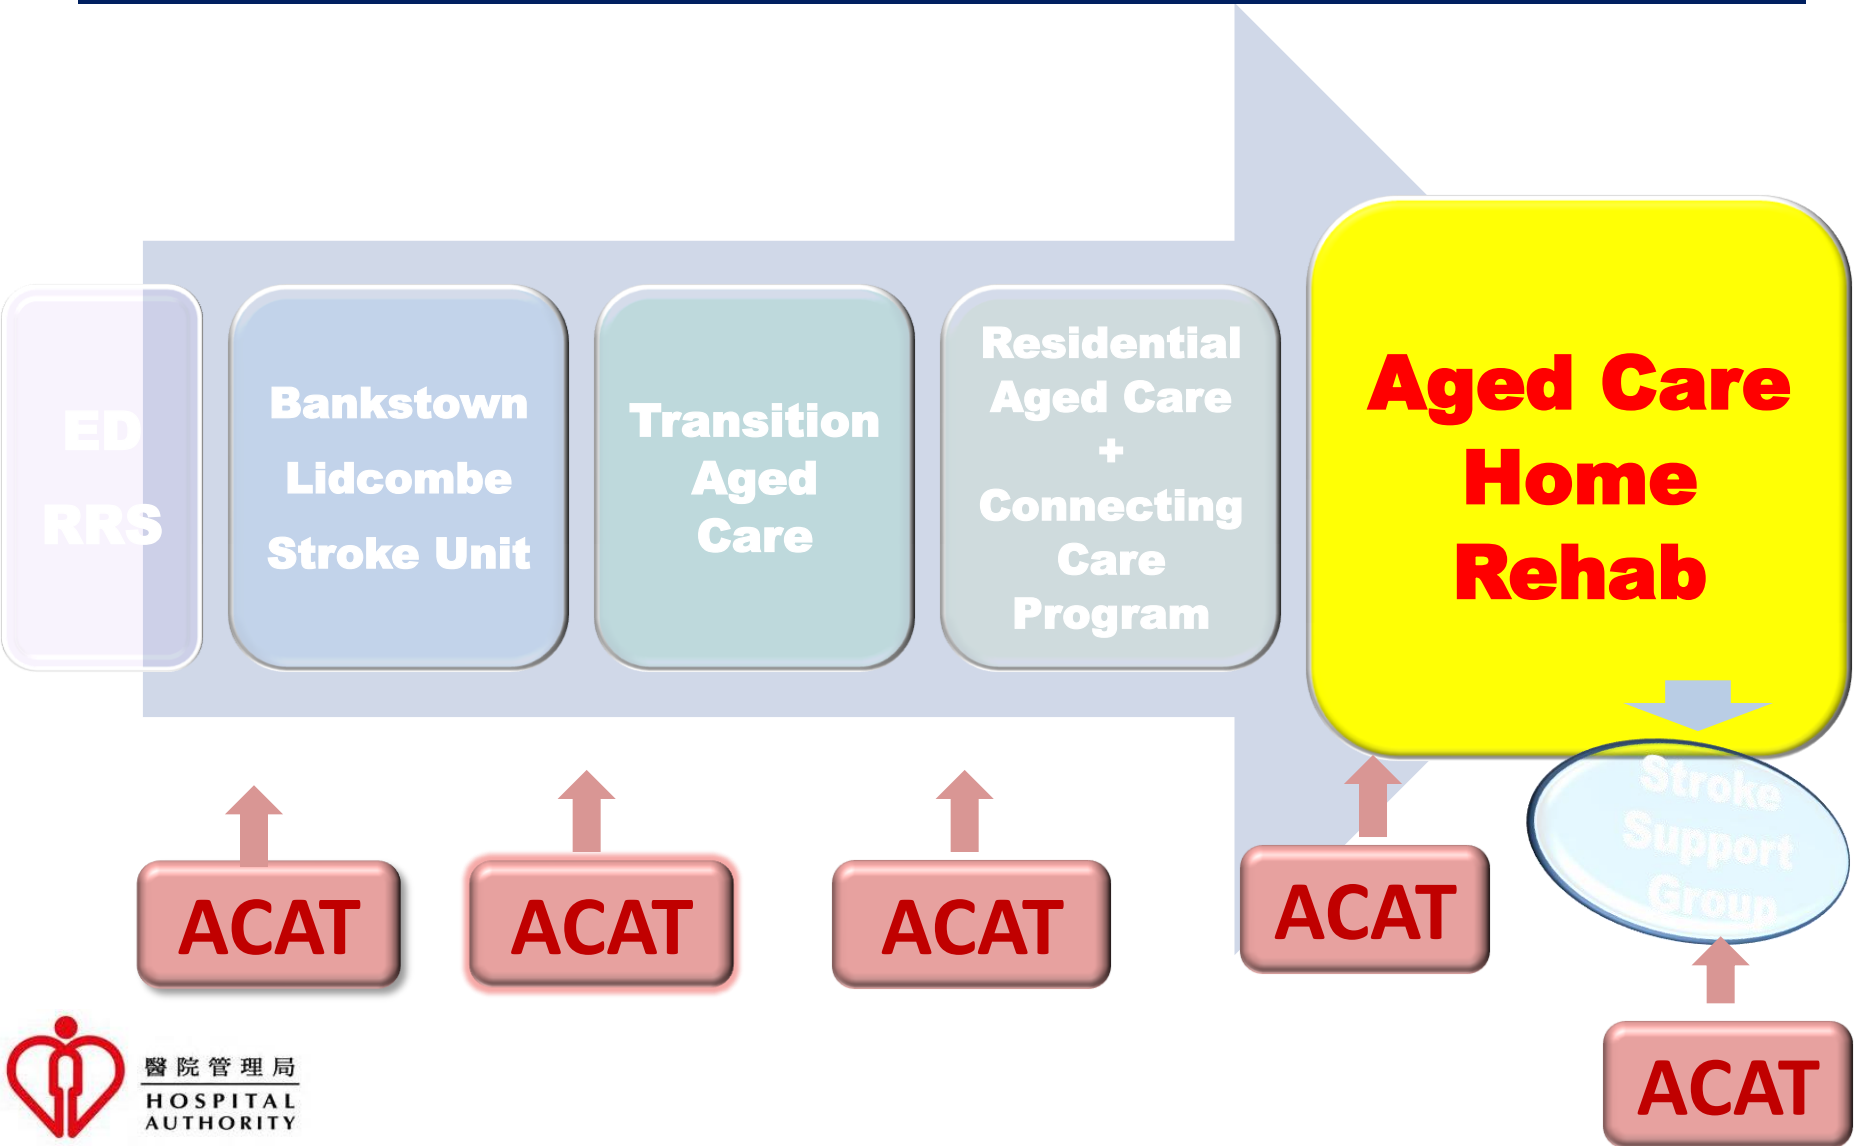 ED
RRS
Bankstown
Lidcombe
Stroke Unit
Transition
Aged
Care
Residential
Aged Care
+
Connecting
Care
Program
Aged Care
Home
Rehab
Stroke
Support
Group
ACAT
ACAT
ACAT
ACAT
ACAT
醫院管理局
HOSPITAL
AUTHORITY